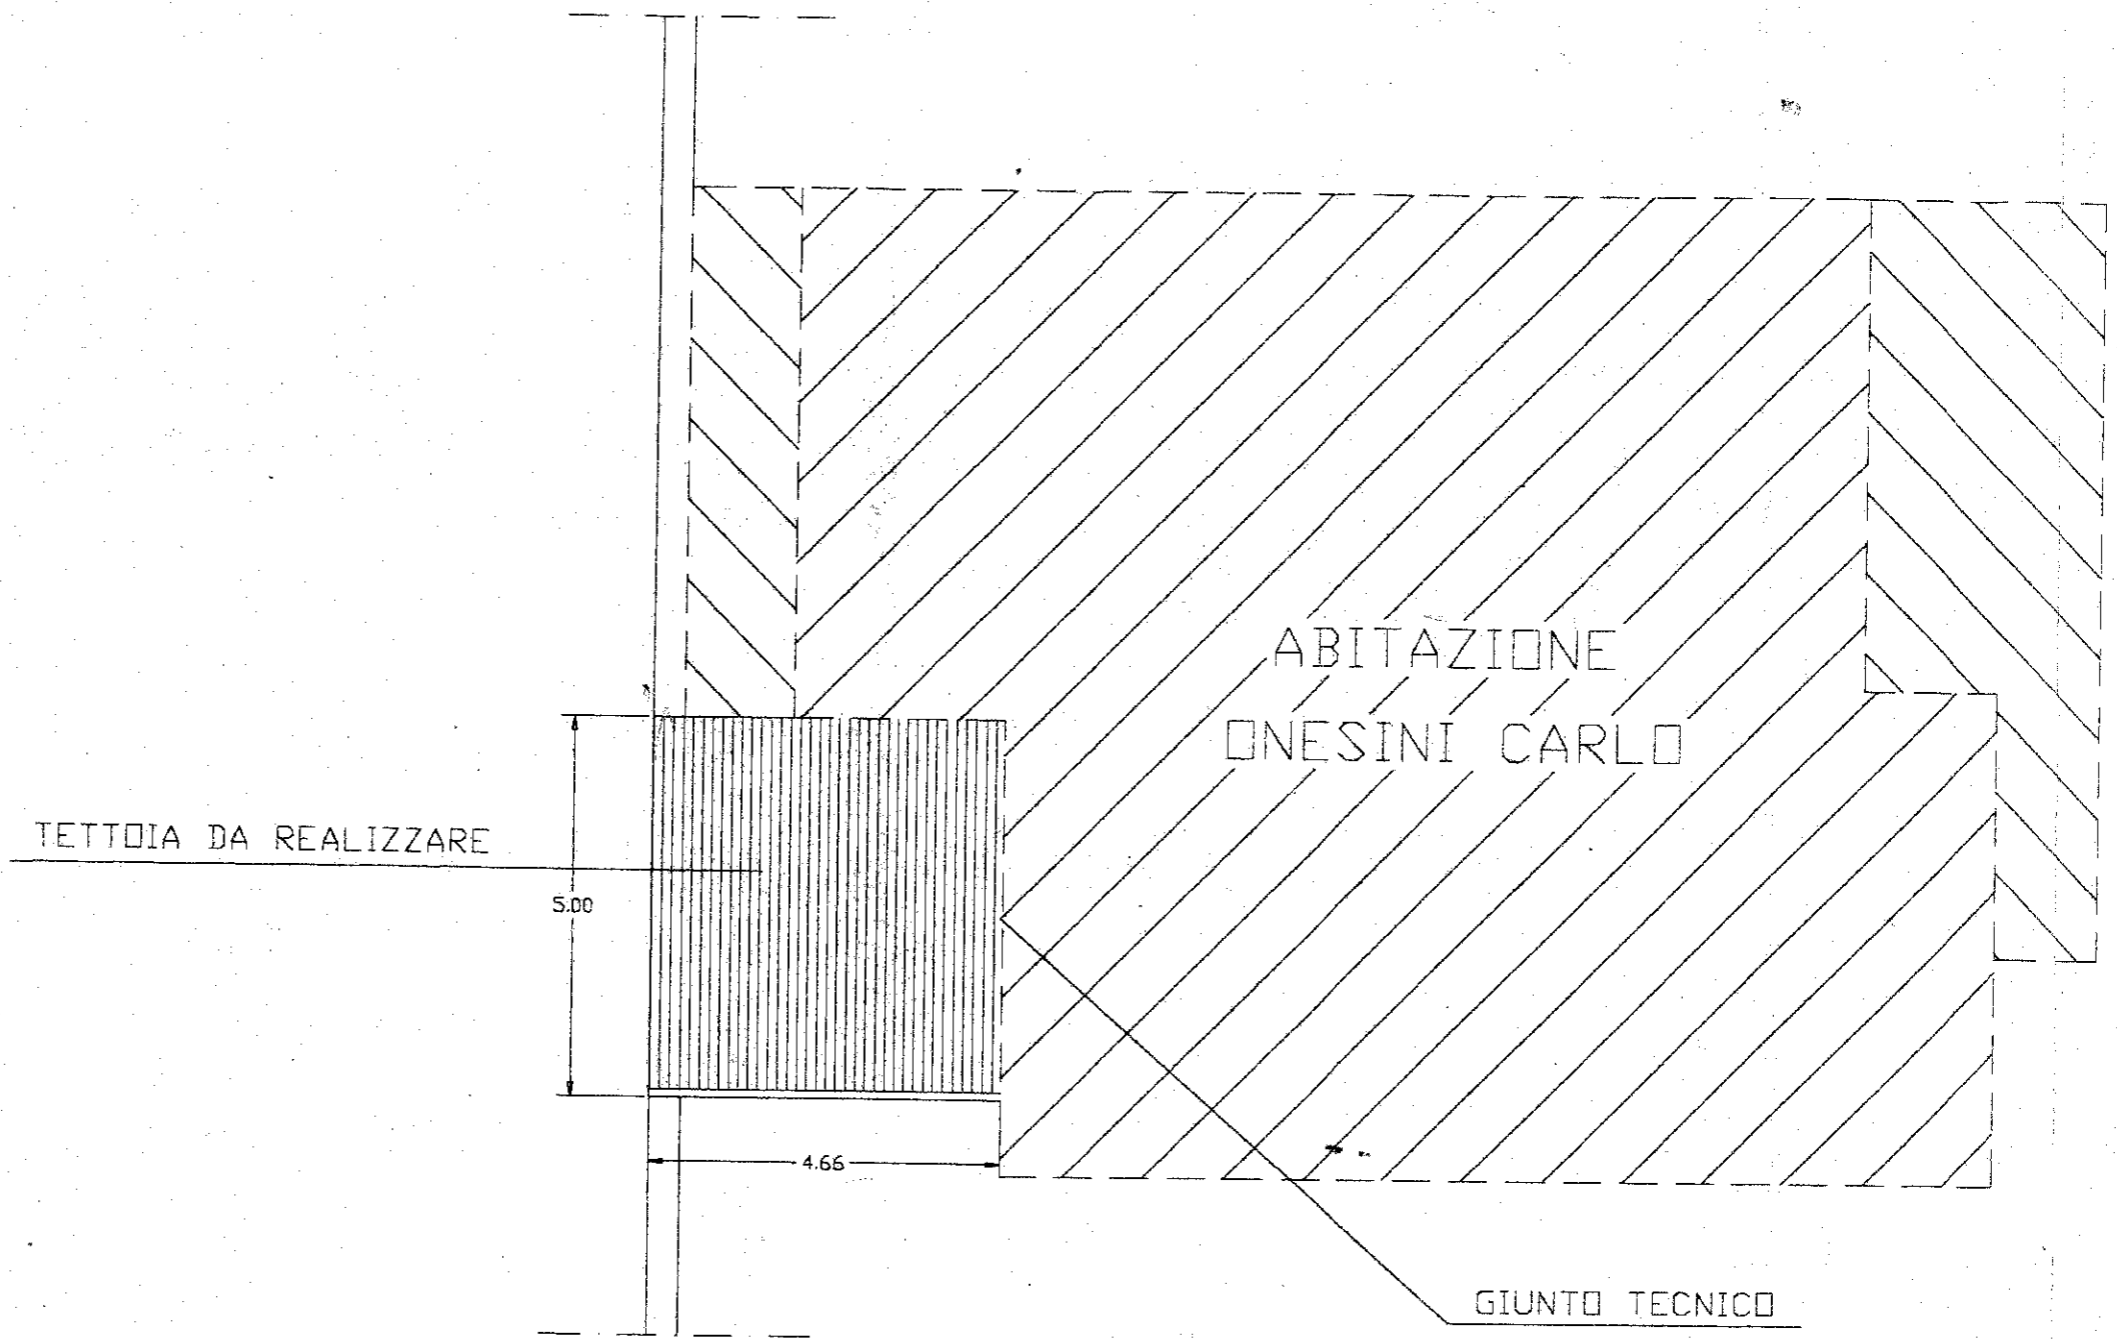 ABITAZIONE
ONESINI CARLO
TETTOIA DA REALIZZARE
5.00
4.66
GIUNTO TECNICO